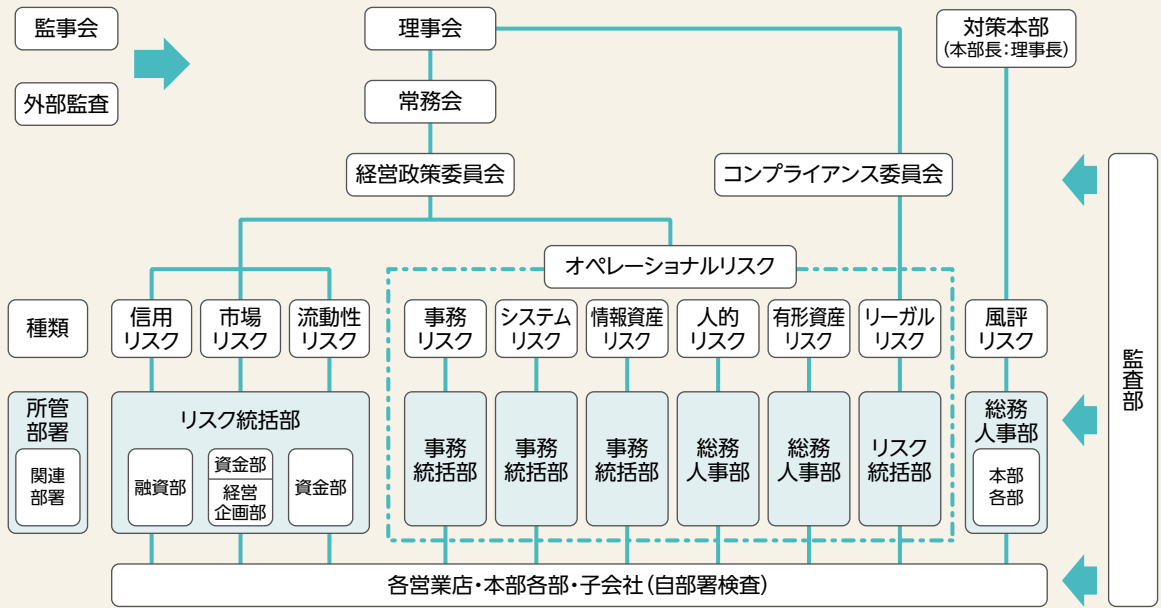 監事会
外部監査
理事会
常務会
経営政策委員会
コンプライアンス委員会
対策本部
(本部長:理事長)
オペレーショナルリスク
種類
信用
リスク
市場
リスク
流動性
リスク
事務
リスク
システム
リスク
情報資産
リスク
人的
リスク
有形資産
リスク
リーガル
リスク
風評
リスク
所管
部署
関連
部署
リスク統括部
融資部
資金部
経営
企画部
資金部
事務
統括部
事務
統括部
事務
統括部
総務
人事部
総務
人事部
リスク
統括部
総務
人事部
本部
各部
監査部
各営業店・本部各部・子会社(自部署検査)